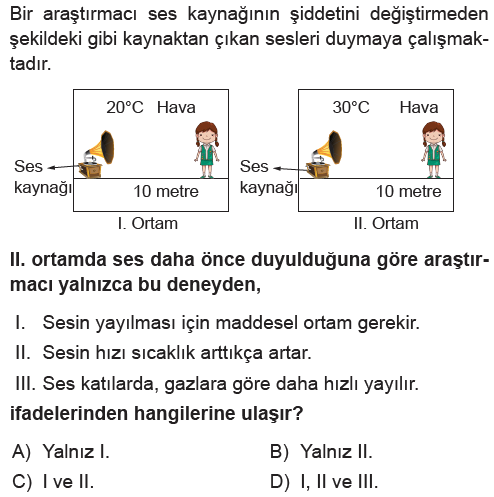 Bir araştırmacı ses kaynağının şiddetini değiştirmeden
şekildeki gibi kaynaktan çıkan sesleri duymaya çalışmak-
tadır.
20°C Hava
30°C Hava
Ses
kaynağı
10 metre
Ses
kaynağı
10 metre
I. Ortam
II. Ortam
II. ortamda ses daha önce duyulduğuna göre araştır-
macı yalnızca bu deneyden,
I. Sesin yayılması için maddesel ortam gerekir.
II. Sesin hızı sıcaklık arttıkça artar.
III. Ses katılarda, gazlara göre daha hızlı yayılır.
ifadelerinden hangilerine ulaşır?
A) Yalnız I. B) Yalnız II.
C) I ve II. D) I, II ve III.